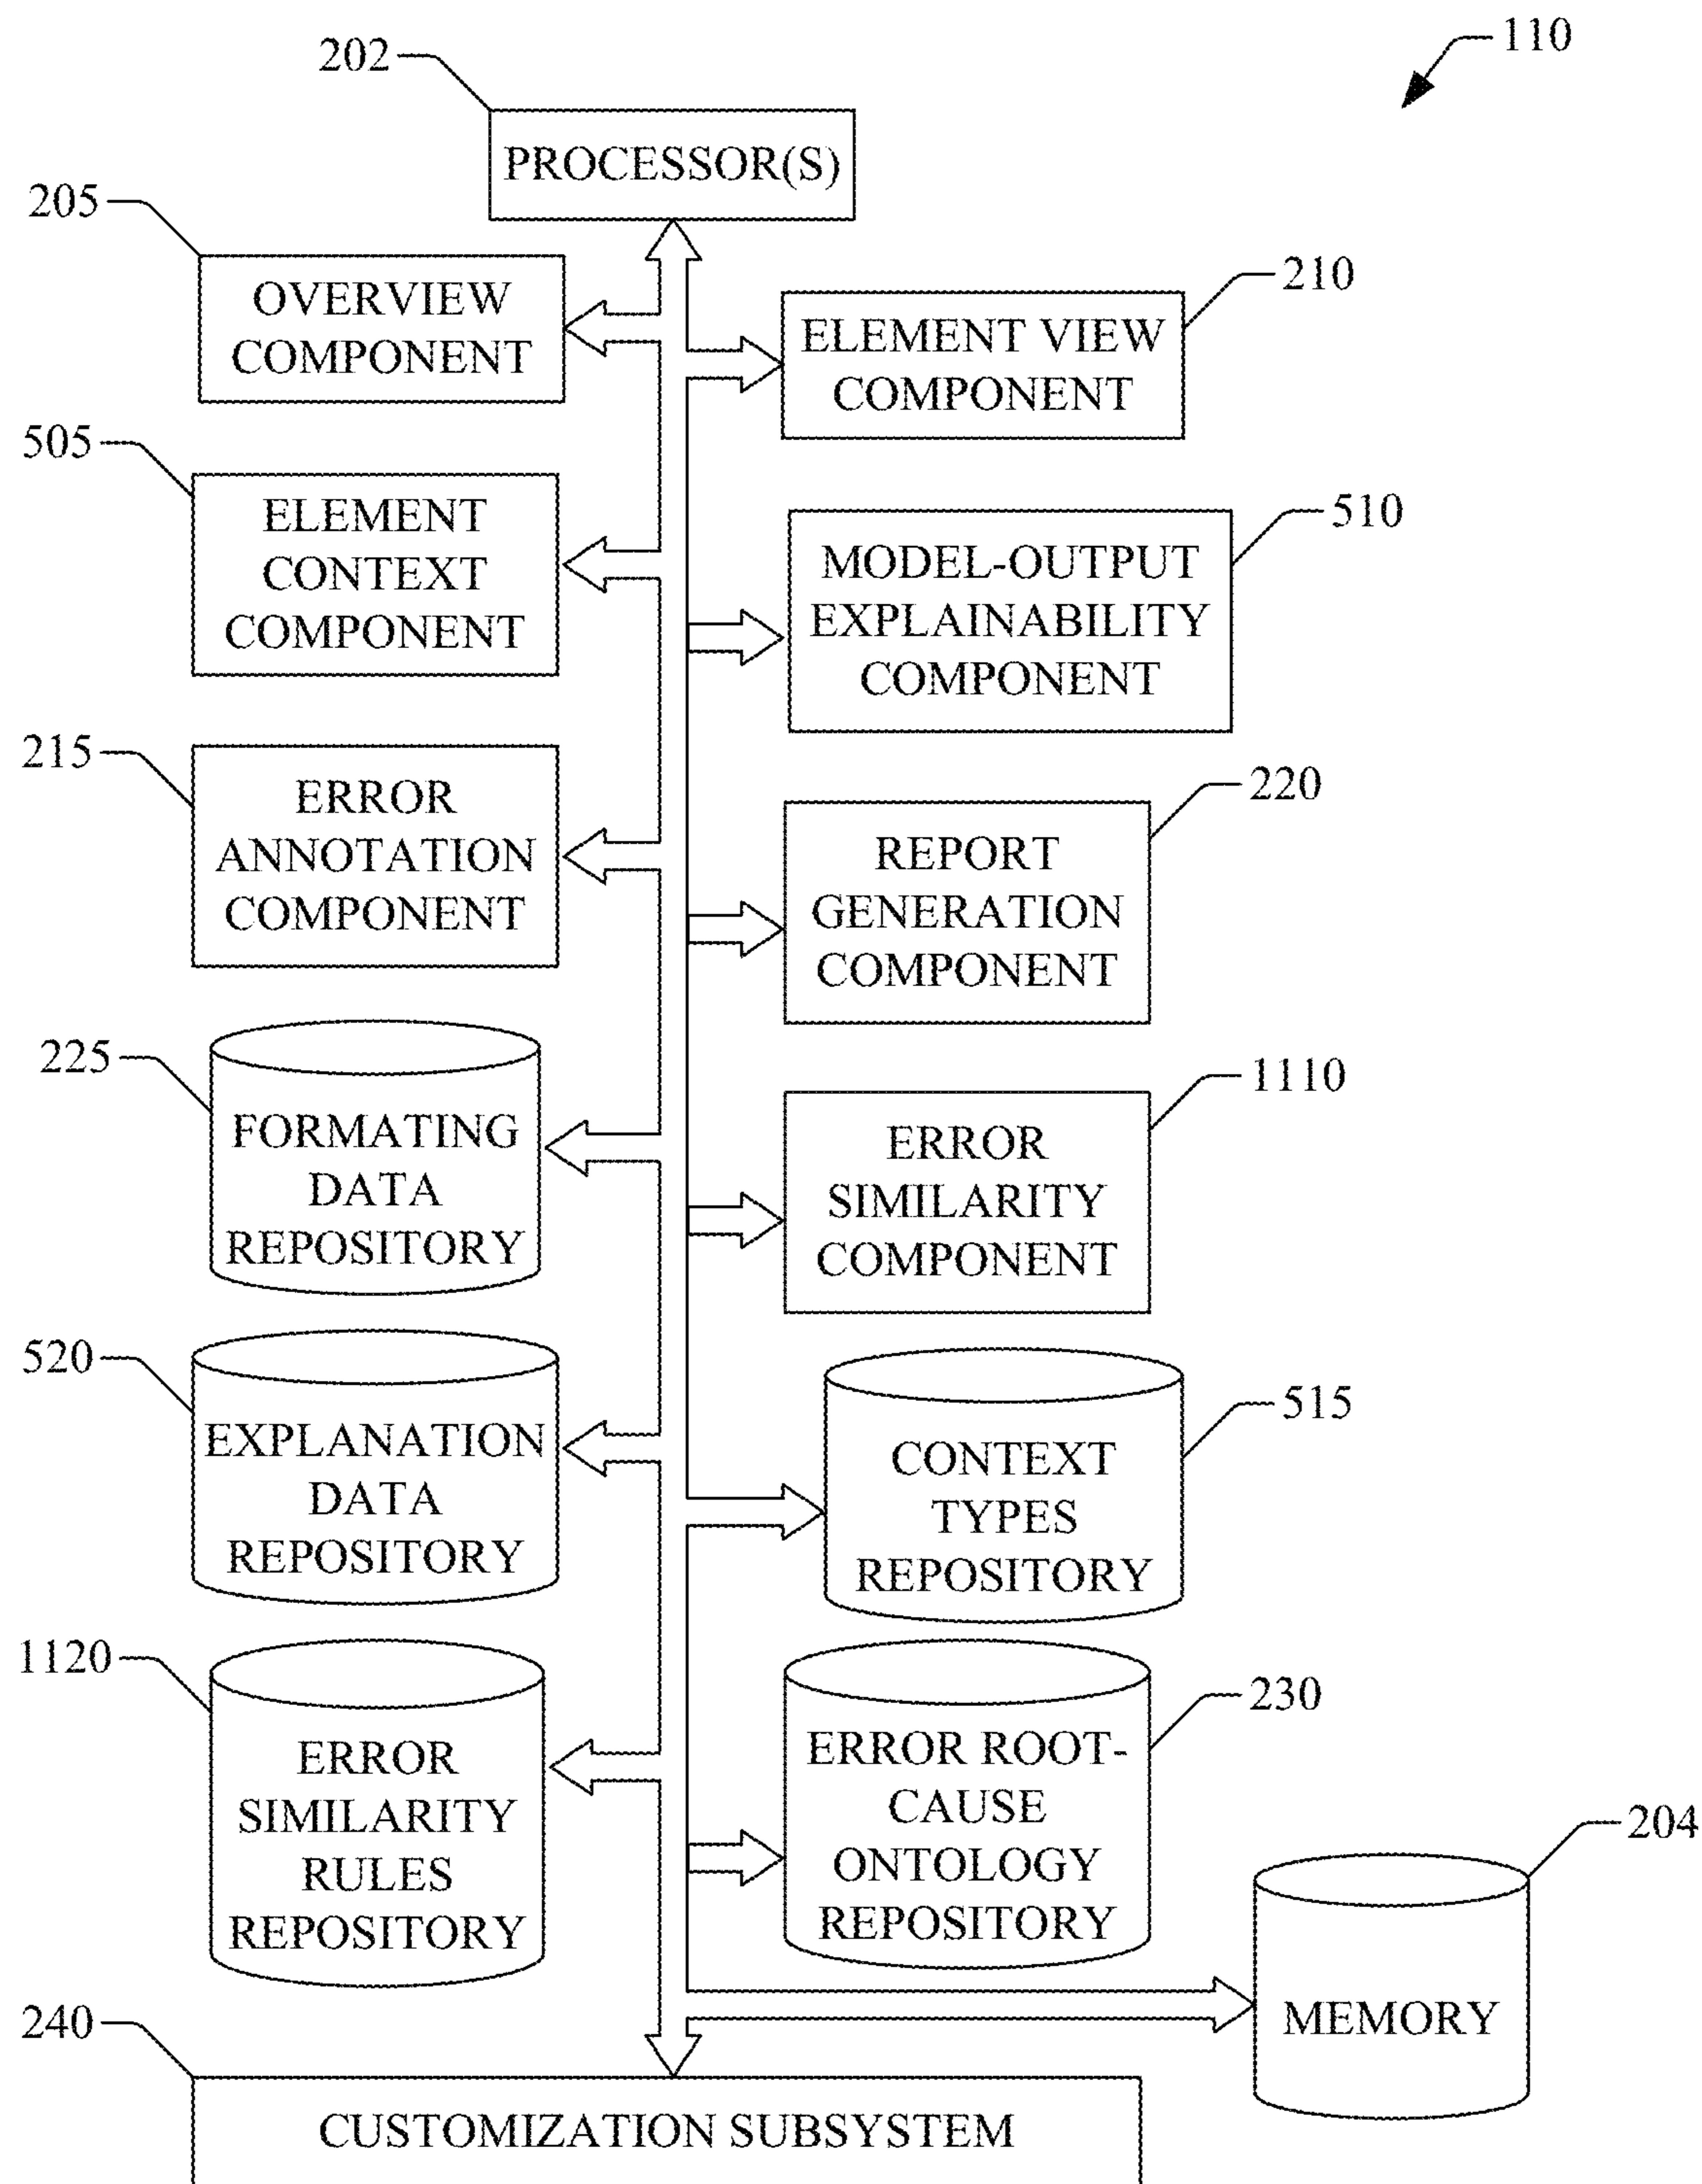 110
202
PROCESSOR(S)
205
OVERVIEW
COMPONENT
210
ELEMENT VIEW
COMPONENT
505
ELEMENT
CONTEXT
COMPONENT
510
MODEL-OUTPUT
EXPLAINABILITY
COMPONENT
215
ERROR
ANNOTATION
COMPONENT
220
REPORT
GENERATION
COMPONENT
225
FORMATING
DATA
REPOSITORY
1110
ERROR
SIMILARITY
COMPONENT
520
EXPLANATION
DATA
REPOSITORY
515
CONTEXT
TYPES
REPOSITORY
1120
ERROR
SIMILARITY
RULES
REPOSITORY
230
ERROR ROOT-
CAUSE
ONTOLOGY
REPOSITORY
204
MEMORY
240
CUSTOMIZATION SUBSYSTEM